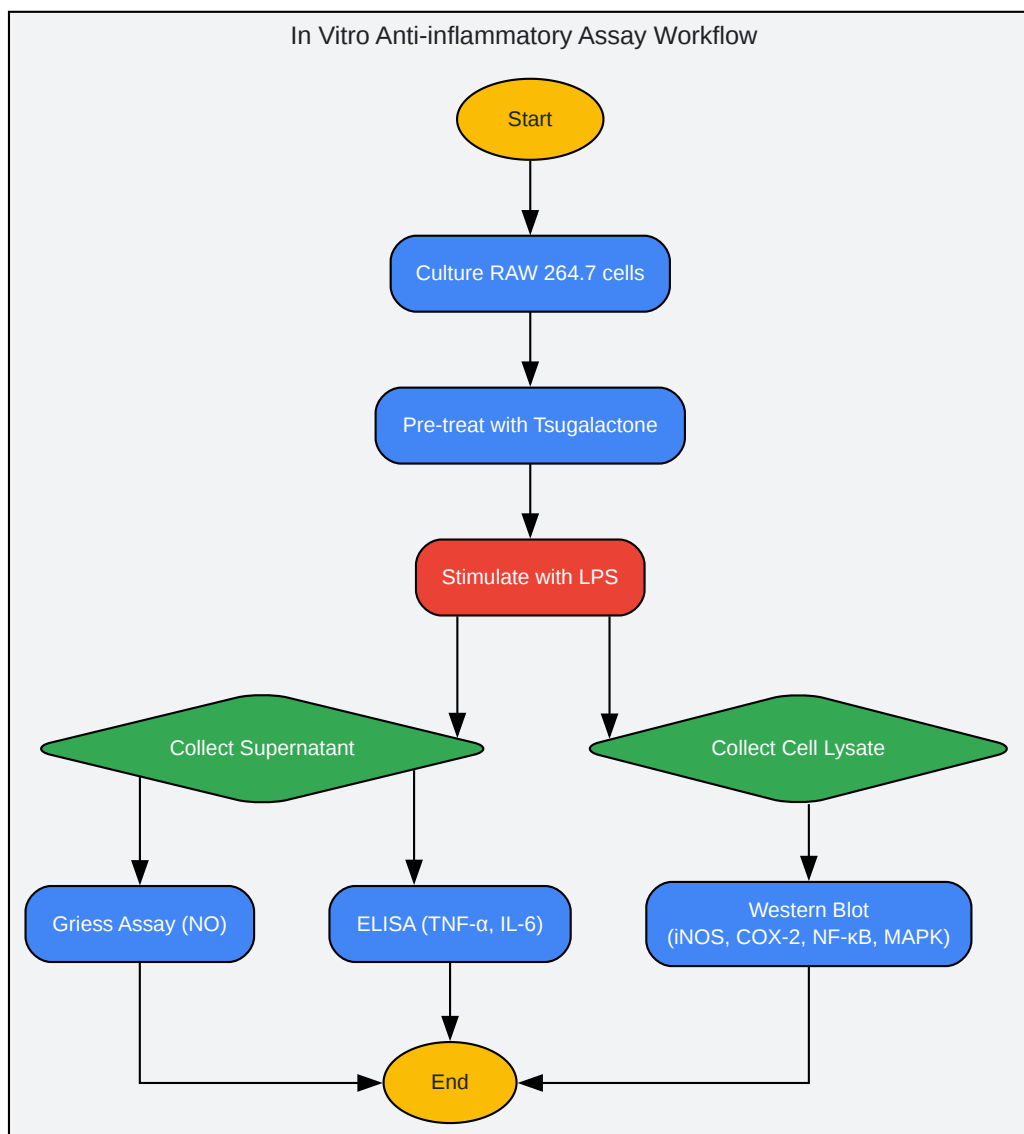 In Vitro Anti-inflammatory Assay Workflow
Start
Culture RAW 264.7 cells
Pre-treat with Tsugalactone
Stimulate with LPS
Collect Supernatant
Collect Cell Lysate
Griess Assay (NO)
ELISA (TNF-α, IL-6)
Western Blot
(iNOS, COX-2, NF-κB, MAPK)
End